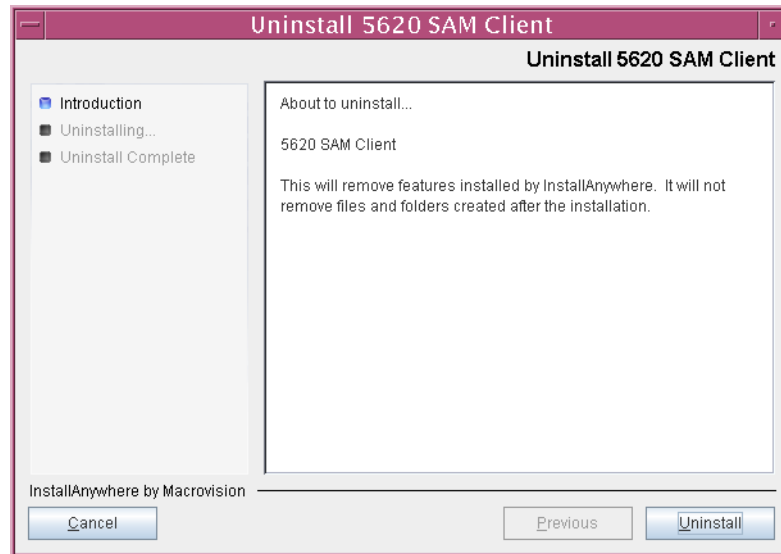 Uninstall 5620 SAM Client
Uninstall 5620 SAM Client
Introduction
Uninstalling...
Uninstall Complete
About to uninstall...
5620 SAM Client
This will remove features installed by InstallAnywhere.  It will not
remove files and folders created after the installation.
InstallAnywhere by Macrovision
Cancel
Previous
Uninstall